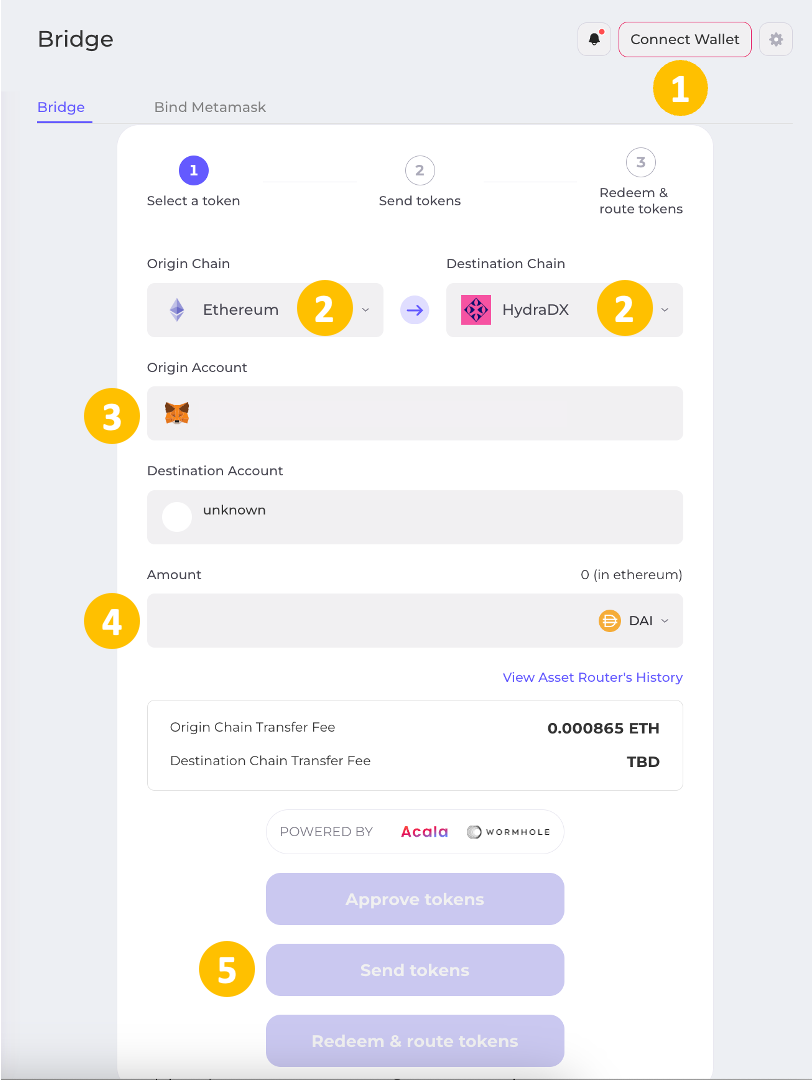 Bridge
Connect Wallet
1
Bridge
Bind Metamask
1
2
3
Select a token
Send tokens
Redeem &
route tokens
Origin Chain
Destination Chain
Ethereum
2
HydraDX
2
Origin Account
3
Destination Account
unknown
Amount
0 (in ethereum)
4
DAI
View Asset Router's History
Origin Chain Transfer Fee
0.000865 ETH
Destination Chain Transfer Fee
TBD
POWERED BY
Acala
WORMHOLE
Approve tokens
5
Send tokens
Redeem & route tokens